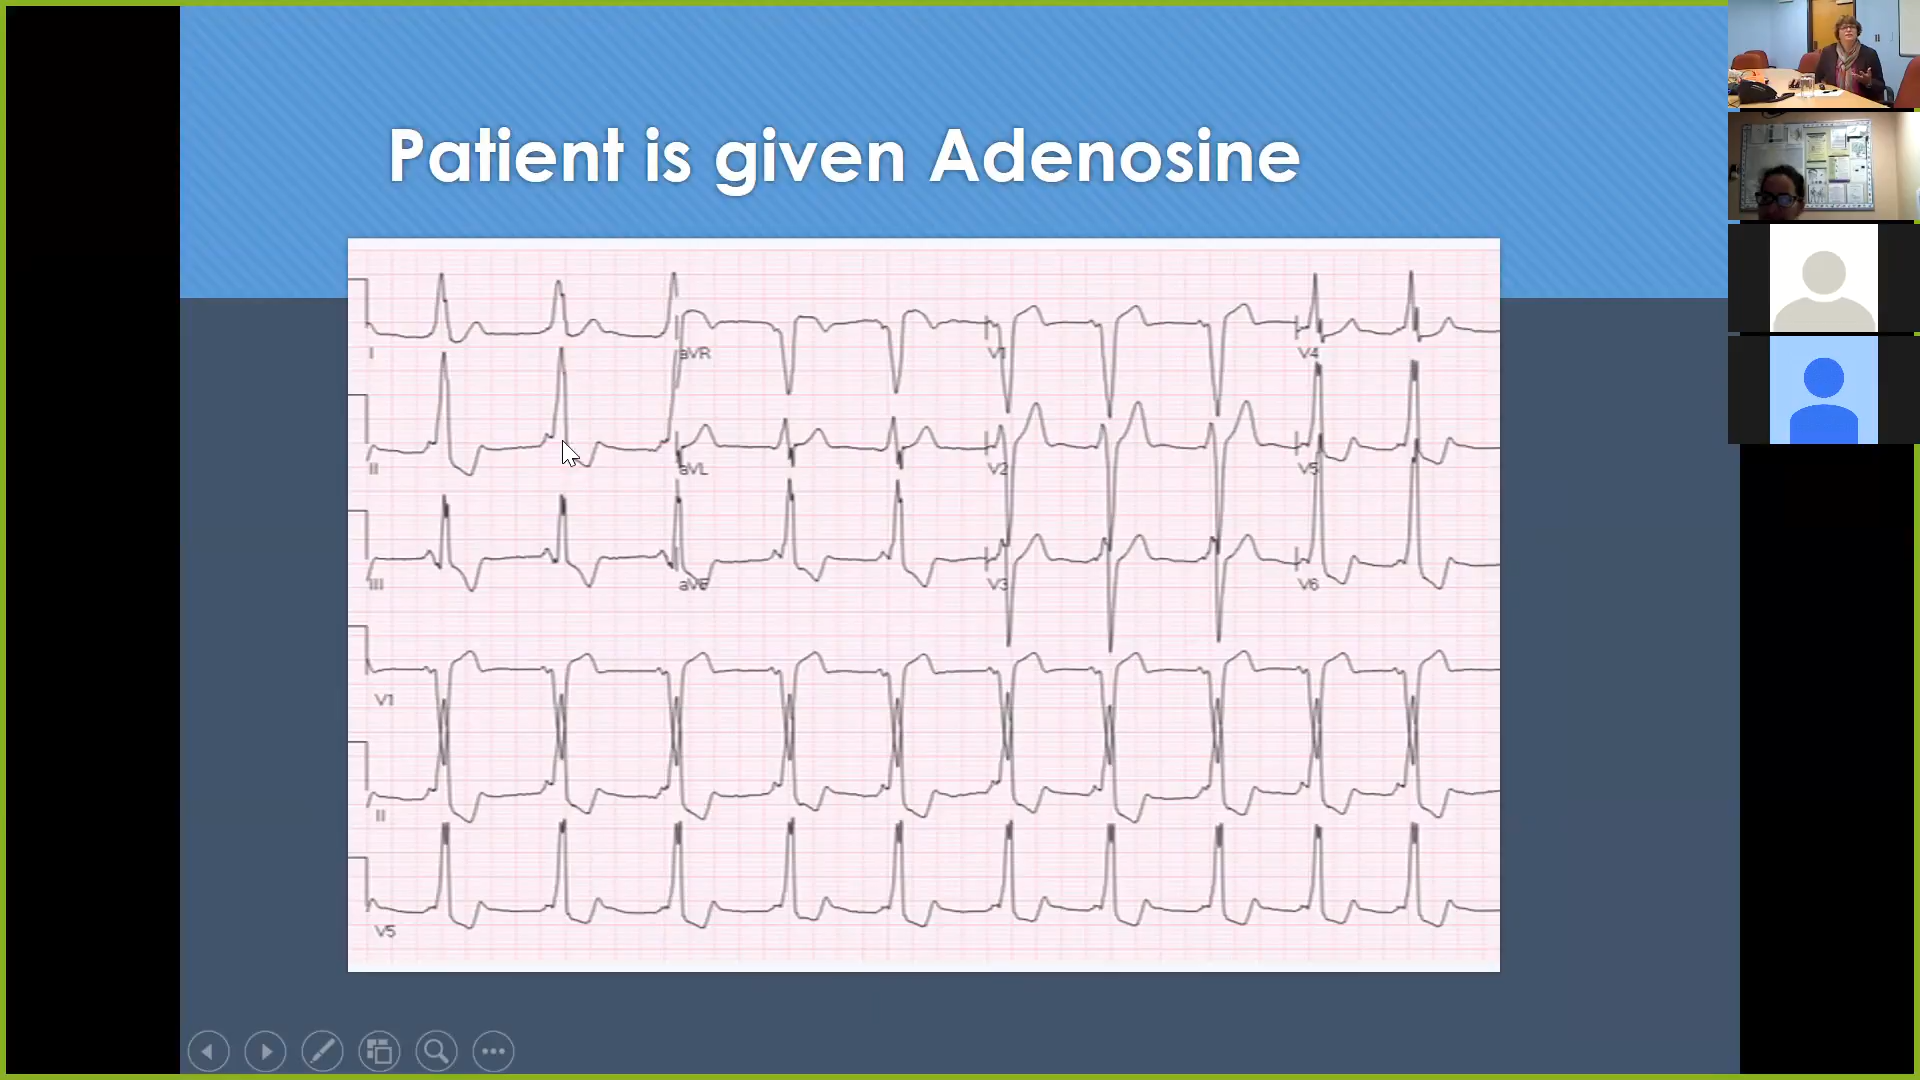 Patient is given Adenosine
I
aVR
V1
V4
II
aVL
V2
V5
III
aVF
V3
V6
V1
II
V5